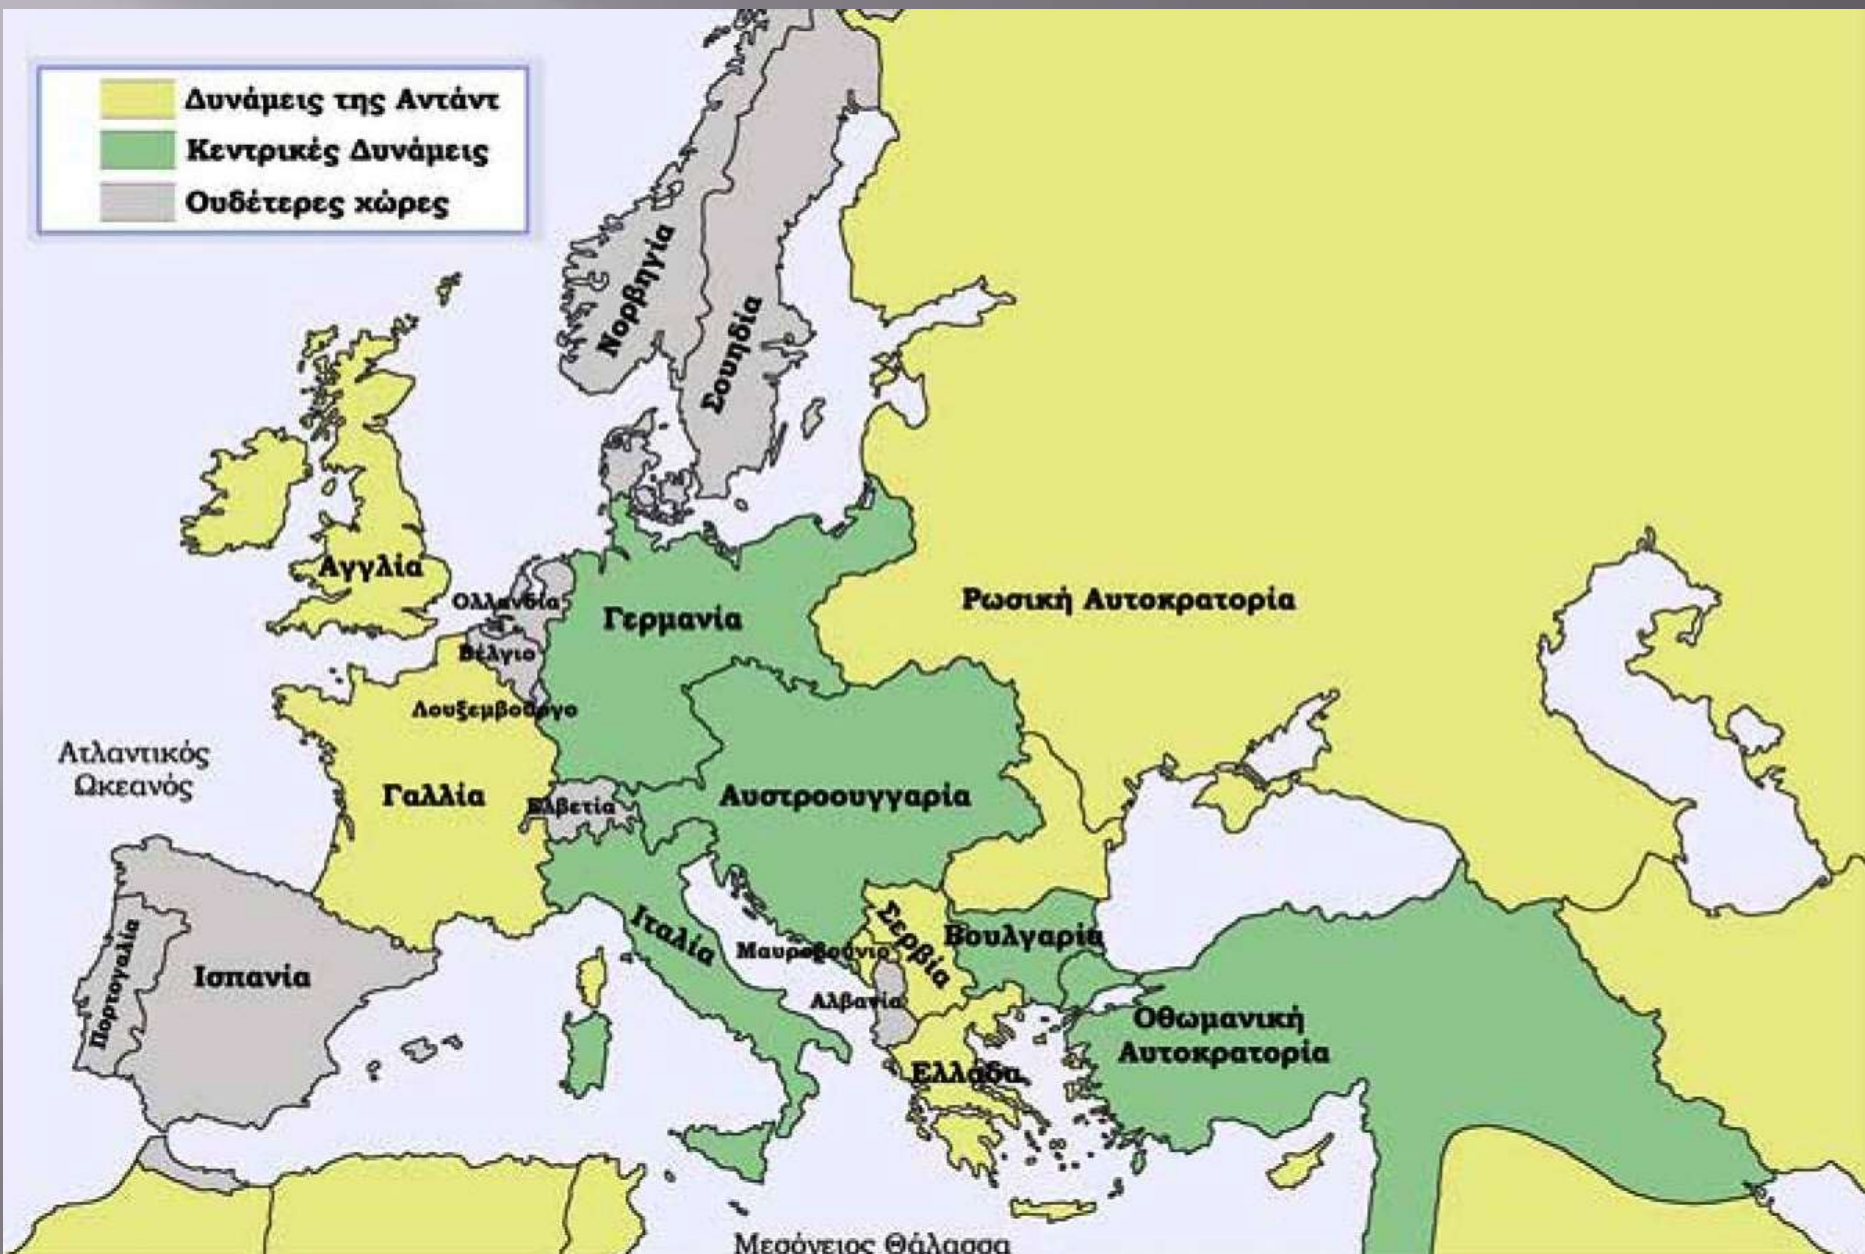 Δυνάμεις της Αντάντ
Κεντρικές Δυνάμεις
Ουδέτερες χώρες
Νορβηγία
Σουηδία
Αγγλία
Ολλανδία
Γερμανία
Ρωσική Αυτοκρατορία
Βέλγιο
Λουξεμβούργο
Ατλαντικός
Ωκεανός
Γαλλία
Ελβετία
Αυστροουγγαρία
Ιταλία
Σερβία
Βουλγαρία
Μαυροβούνιο
Πορτογαλία
Ισπανία
Αλβανία
Οθωμανική
Αυτοκρατορία
Ελλάδα
Μεσόγειος Θάλασσα